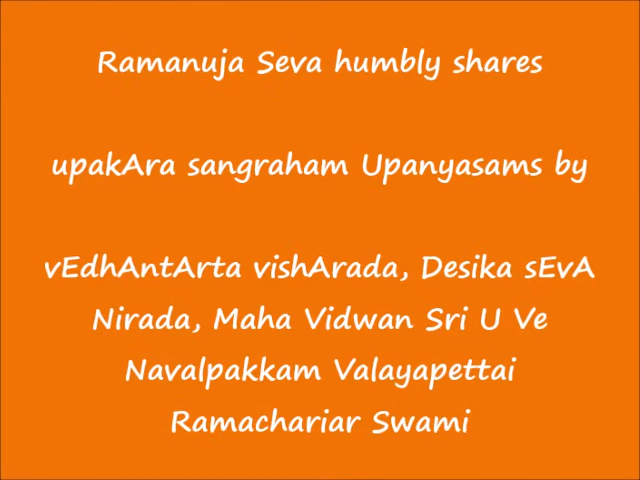 Ramanuja Seva humbly shares
upakAra sangraham Upanyasams by
vEdhAntArta vishArada, Desika sEvA
Nirada, Maha Vidwan Sri U Ve
Navalpakkam Valayapettai
Ramachariar Swami